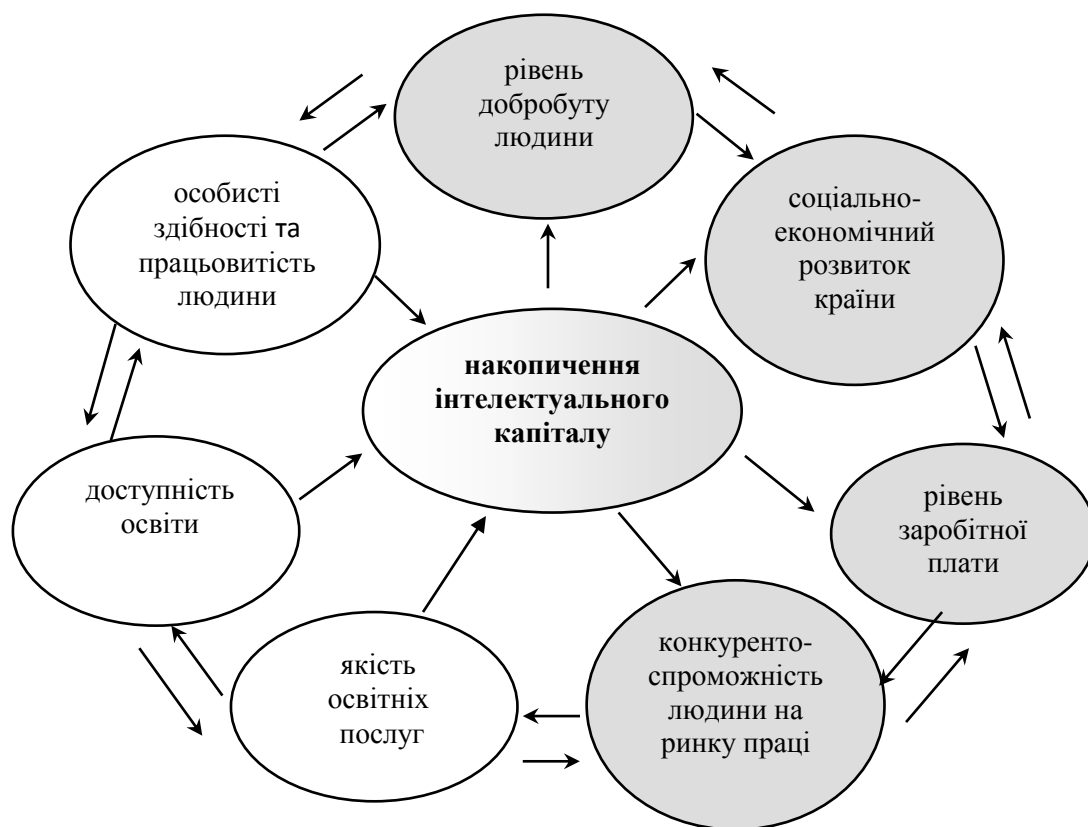 рівень
добробуту
людини
особисті
здібності та
працьовитість
людини
соціально-
економічний
розвиток
країни
накопичення
інтелектуального
капіталу
доступність
освіти
рівень
заробітної
плати
якість
освітніх
послуг
конкуренто-
спроможність
людини на
ринку праці